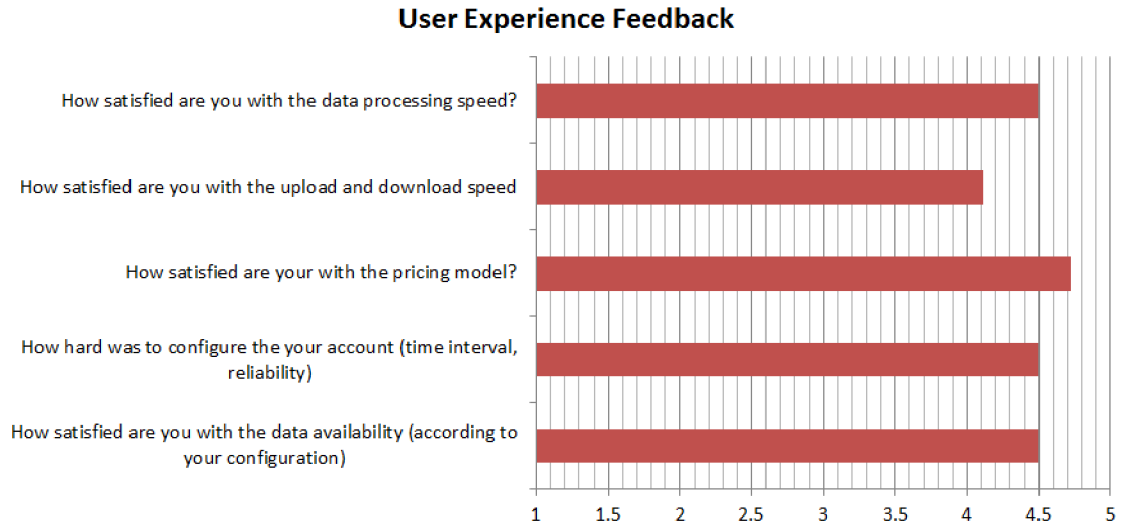 User Experience Feedback
How satisfied are you with the data processing speed?
How satisfied are you with the upload and download speed
How satisfied are your with the pricing model?
How hard was to configure the your account (time interval,
reliability)
How satisfied are you with the data availability (according to
your configuration)
1 1.5 2 2.5 3 3.5 4 4.5 5